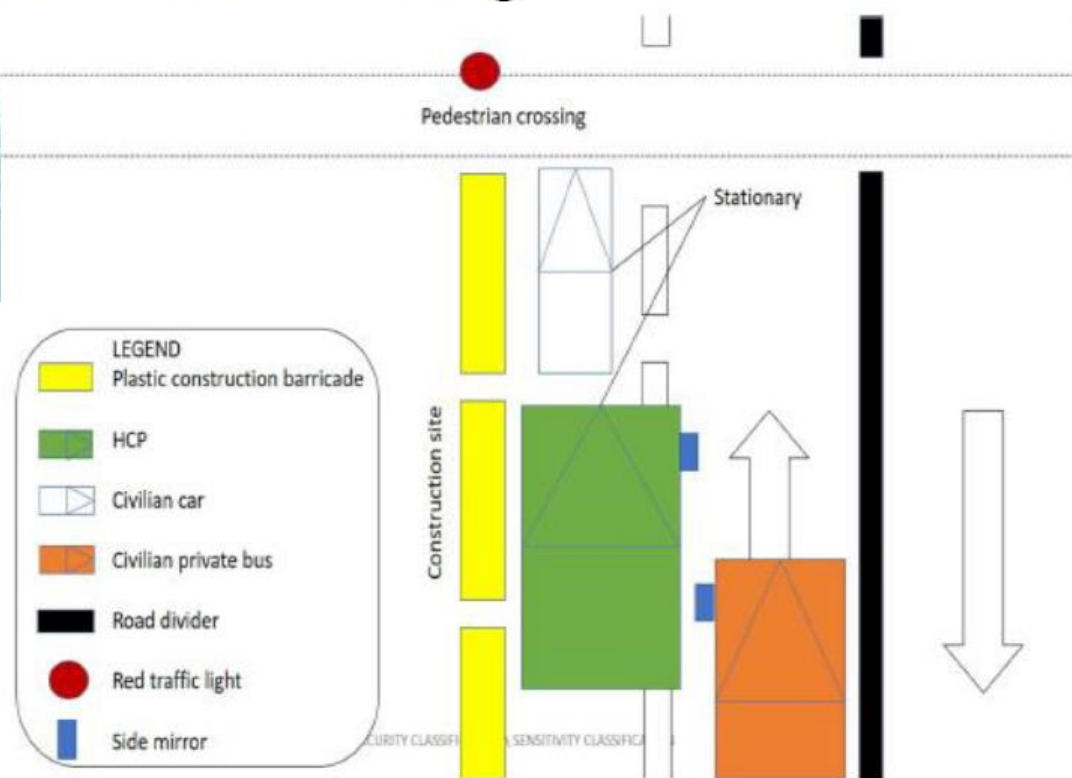 Pedestrian crossing
Stationary
Construction site
LEGEND
Plastic construction barricade
HCP
Civilian car
Civilian private bus
Road divider
Red traffic light
Side mirror
SENSITIVITY